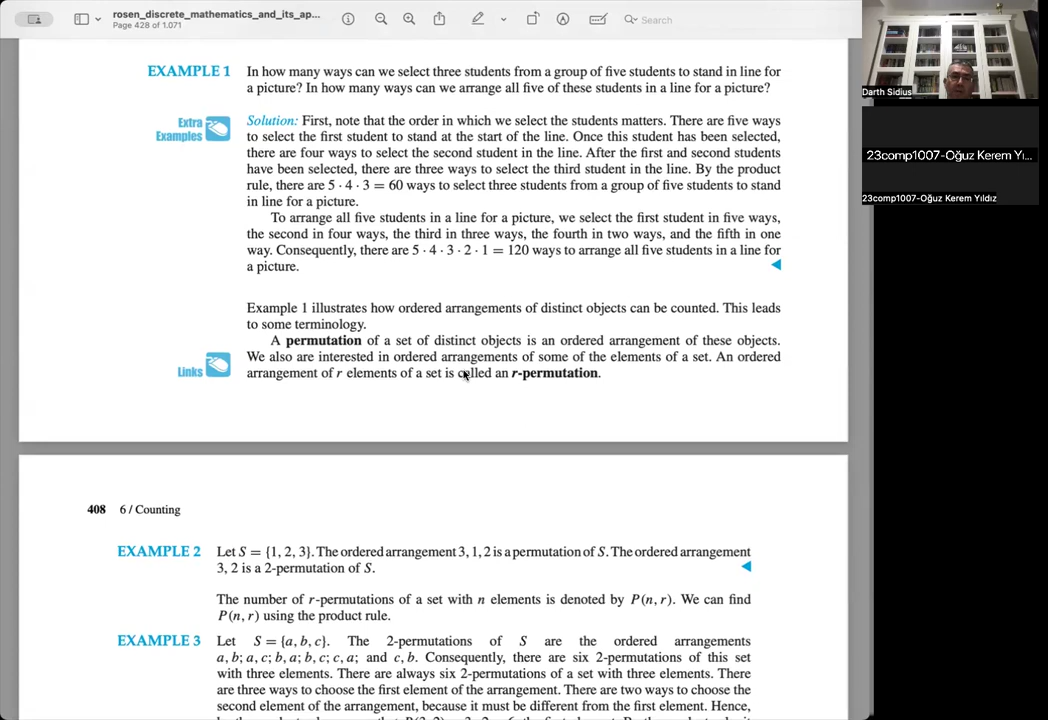 rosen_discrete_mathematics_and_its_ap...
Page 428 of 1.071
Search
EXAMPLE 1 In how many ways can we select three students from a group of five students to stand in line for
a picture? In how many ways can we arrange all five of these students in a line for a picture?
Extra
Examples
Solution: First, note that the order in which we select the students matters. There are five ways
to select the first student to stand at the start of the line. Once this student has been selected,
there are four ways to select the second student in the line. After the first and second students
have been selected, there are three ways to select the third student in the line. By the product
rule, there are 5 · 4 · 3 = 60 ways to select three students from a group of five students to stand
in line for a picture.
To arrange all five students in a line for a picture, we select the first student in five ways,
the second in four ways, the third in three ways, the fourth in two ways, and the fifth in one
way. Consequently, there are 5 · 4 · 3 · 2 · 1 = 120 ways to arrange all five students in a line for
a picture.
Example 1 illustrates how ordered arrangements of distinct objects can be counted. This leads
to some terminology.
A permutation of a set of distinct objects is an ordered arrangement of these objects.
We also are interested in ordered arrangements of some of the elements of a set. An ordered
Links
arrangement of r elements of a set is called an r-permutation.
408 6 / Counting
EXAMPLE 2 Let S = {1, 2, 3}. The ordered arrangement 3, 1, 2 is a permutation of S. The ordered arrangement
3, 2 is a 2-permutation of S.
The number of r-permutations of a set with n elements is denoted by P(n, r). We can find
P(n, r) using the product rule.
EXAMPLE 3 Let S = {a, b, c}. The 2-permutations of S are the ordered arrangements
a, b; a, c; b, a; b, c; c, a; and c, b. Consequently, there are six 2-permutations of this set
with three elements. There are always six 2-permutations of a set with three elements. There
are three ways to choose the first element of the arrangement. There are two ways to choose the
second element of the arrangement, because it must be different from the first element. Hence,
Darth Sidius
23comp1007-Oğuz Kerem Yı...
23comp1007-Oğuz Kerem Yıldız